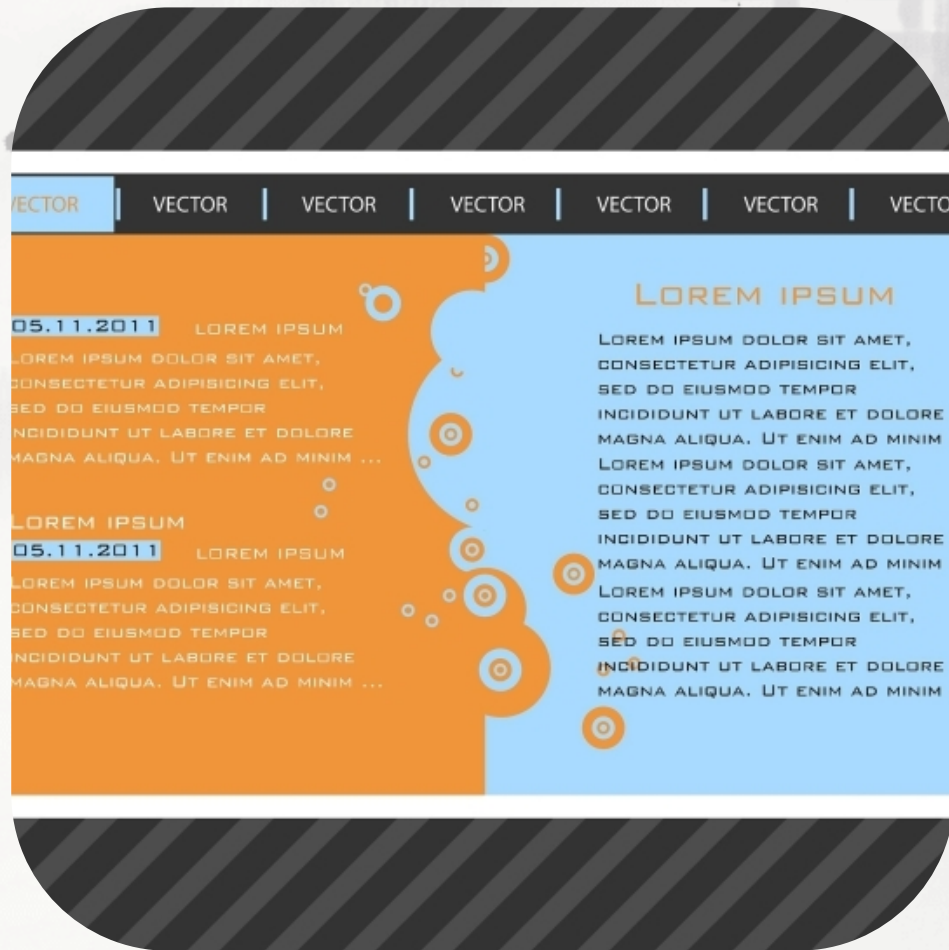 VECTOR VECTOR VECTOR VECTOR VECTOR VECTOR
05.11.2011 LOREM IPSUM
LOREM IPSUM DOLOR SIT AMET,
CONSECTETUR ADIPISICING ELIT,
SED DO EIUSMOD TEMPOR
INCIDIDUNT UT LABORE ET DOLORE
MAGNA ALIQUA. UT ENIM AD MINIM ...
LOREM IPSUM
05.11.2011 LOREM IPSUM
LOREM IPSUM DOLOR SIT AMET,
CONSECTETUR ADIPISICING ELIT,
SED DO EIUSMOD TEMPOR
INCIDIDUNT UT LABORE ET DOLORE
MAGNA ALIQUA. UT ENIM AD MINIM ...
LOREM IPSUM
LOREM IPSUM DOLOR SIT AMET,
CONSECTETUR ADIPISICING ELIT,
SED DO EIUSMOD TEMPOR
INCIDIDUNT UT LABORE ET DOLORE
MAGNA ALIQUA. UT ENIM AD MINIM
LOREM IPSUM DOLOR SIT AMET,
CONSECTETUR ADIPISICING ELIT,
SED DO EIUSMOD TEMPOR
INCIDIDUNT UT LABORE ET DOLORE
MAGNA ALIQUA. UT ENIM AD MINIM
LOREM IPSUM DOLOR SIT AMET,
CONSECTETUR ADIPISICING ELIT,
SED DO EIUSMOD TEMPOR
INCIDIDUNT UT LABORE ET DOLORE
MAGNA ALIQUA. UT ENIM AD MINIM